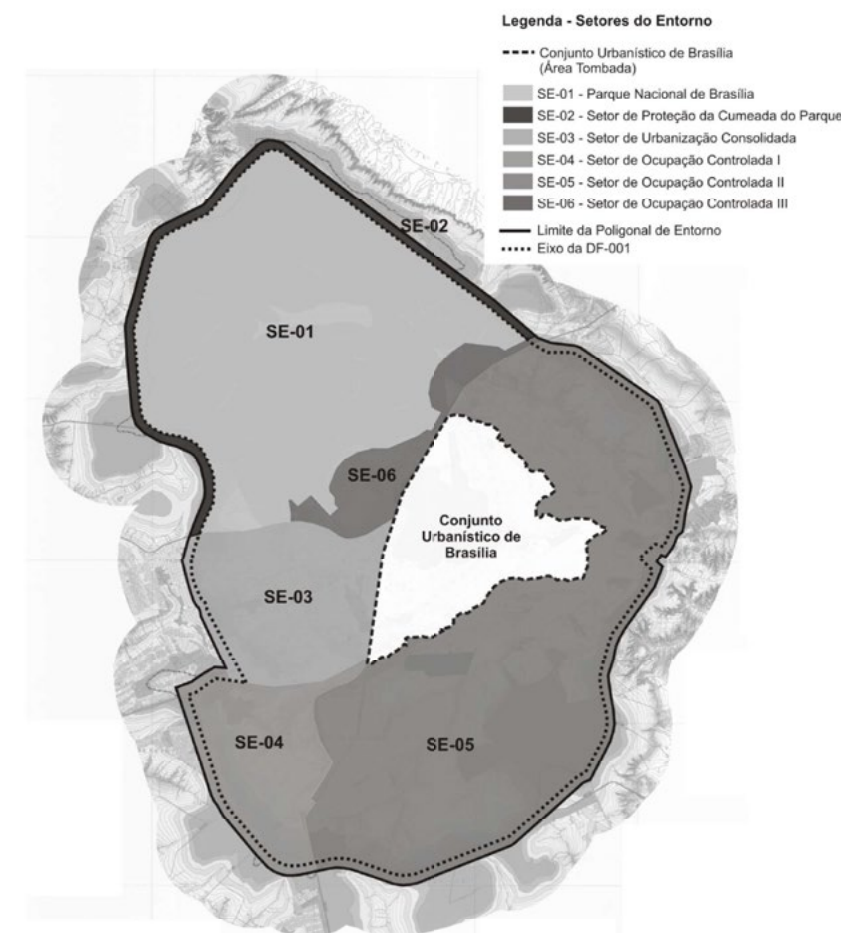 Legenda - Setores do Entorno
Conjunto Urbanístico de Brasília
(Área Tombada)
SE-01 - Parque Nacional de Brasília
SE-02 - Setor de Proteção da Cumeada do Parque
SE-03 - Setor de Urbanização Consolidada
SE-04 - Setor de Ocupação Controlada I
SE-05 - Setor de Ocupação Controlada II
SE-06 - Setor de Ocupação Controlada III
Limite da Poligonal de Entorno
Eixo da DF-001
SE-02
SE-01
SE-06
Conjunto
Urbanístico de
Brasília
SE-03
SE-04
SE-05